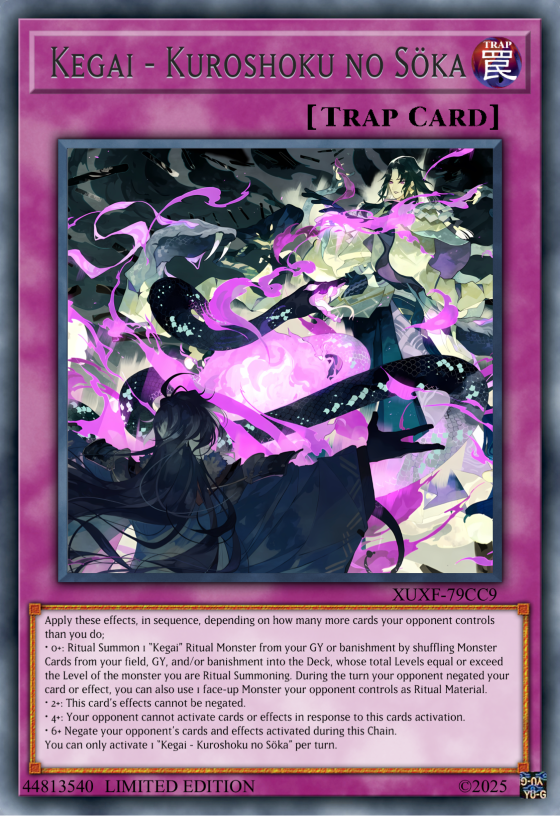 KEGAI - KUROSHOKU NO SÖKA
TRAP
罠
[TRAP CARD]
XUXF-79CC9
Apply these effects, in sequence, depending on how many more cards your opponent controls
than you do;
• 0+: Ritual Summon 1 "Kegai" Ritual Monster from your GY or banishment by shuffling Monster
Cards from your field, GY, and/or banishment into the Deck, whose total Levels equal or exceed
the Level of the monster you are Ritual Summoning. During the turn your opponent negated your
card or effect, you can also use 1 face-up Monster your opponent controls as Ritual Material.
• 2+: This card's effects cannot be negated.
• 4+: Your opponent cannot activate cards or effects in response to this cards activation.
• 6+ Negate your opponent's cards and effects activated during this Chain.
You can only activate 1 "Kegai - Kuroshoku no Söka" per turn.
44813540 LIMITED EDITION
©2025
YU-G
YU-G